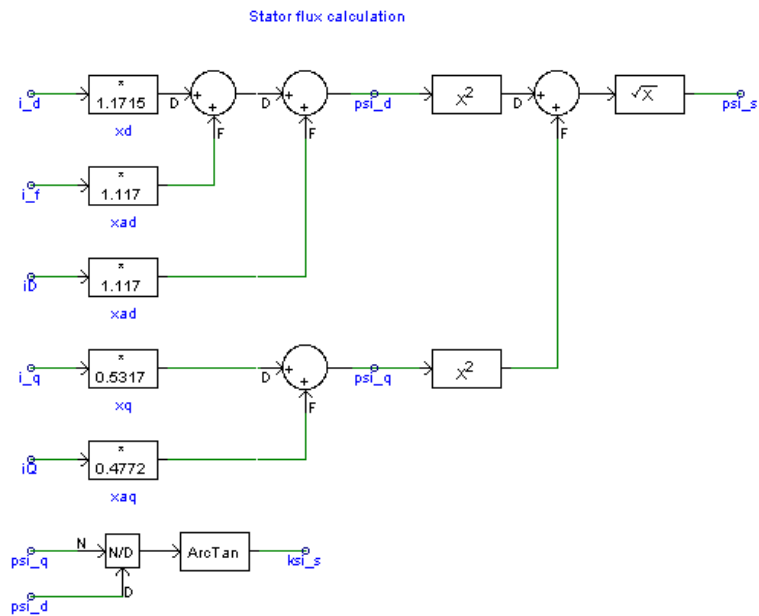 Stator flux calculation
i_d
*
1.1715
xd
D
+
+
F
D
+
+
F
psi_d
X²
D
+
+
F
√X
psi_s
i_f
*
1.117
xad
iD
*
1.117
xad
i_q
*
0.5317
xq
D
+
+
F
psi_q
X²
iQ
*
0.4772
xaq
psi_q
N
N/D
D
ArcTan
ksi_s
psi_d